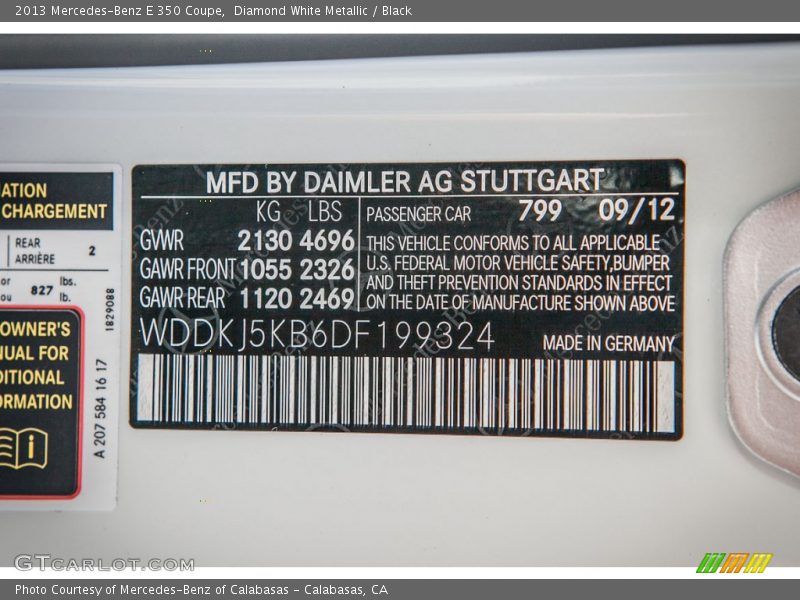 2013 Mercedes-Benz E 350 Coupe,  Diamond White Metallic / Black
ATION
CHARGEMENT
REAR
ARRIÈRE
2
or
ou
827
lbs.
lb.
OWNER'S
NUAL FOR
DITIONAL
ORMATION
1829088
A 207 584 16 17
MFD BY DAIMLER AG STUTTGART
KG LBS
GWR 2130 4696
GAWR FRONT 1055 2326
GAWR REAR 1120 2469
PASSENGER CAR 799 09/12
THIS VEHICLE CONFORMS TO ALL APPLICABLE
U.S. FEDERAL MOTOR VEHICLE SAFETY,BUMPER
AND THEFT PREVENTION STANDARDS IN EFFECT
ON THE DATE OF MANUFACTURE SHOWN ABOVE
WDDKJ5KB6DF199324
MADE IN GERMANY
GTCARLOT.COM
Photo Courtesy of Mercedes-Benz of Calabasas - Calabasas, CA